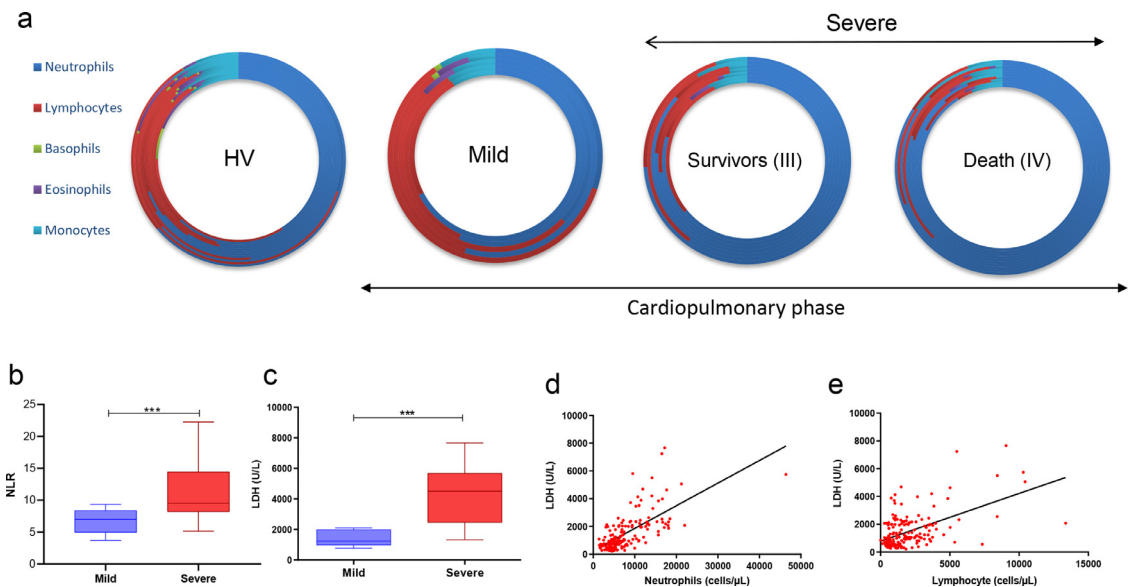 a
Severe
Neutrophils
Lymphocytes
Basophils
Eosinophils
Monocytes
HV
Mild
Survivors (III)
Death (IV)
Cardiopulmonary phase
b
NLR
25
20
15
10
5
0
***
Mild
Severe
c
LDH (U/L)
10000
8000
6000
4000
2000
0
***
Mild
Severe
d
LDH (U/L)
10000
8000
6000
4000
2000
0
0
10000
20000
30000
40000
50000
Neutrophils (cells/µL)
e
LDH (U/L)
10000
8000
6000
4000
2000
0
0
5000
10000
15000
Lymphocyte (cells/µL)